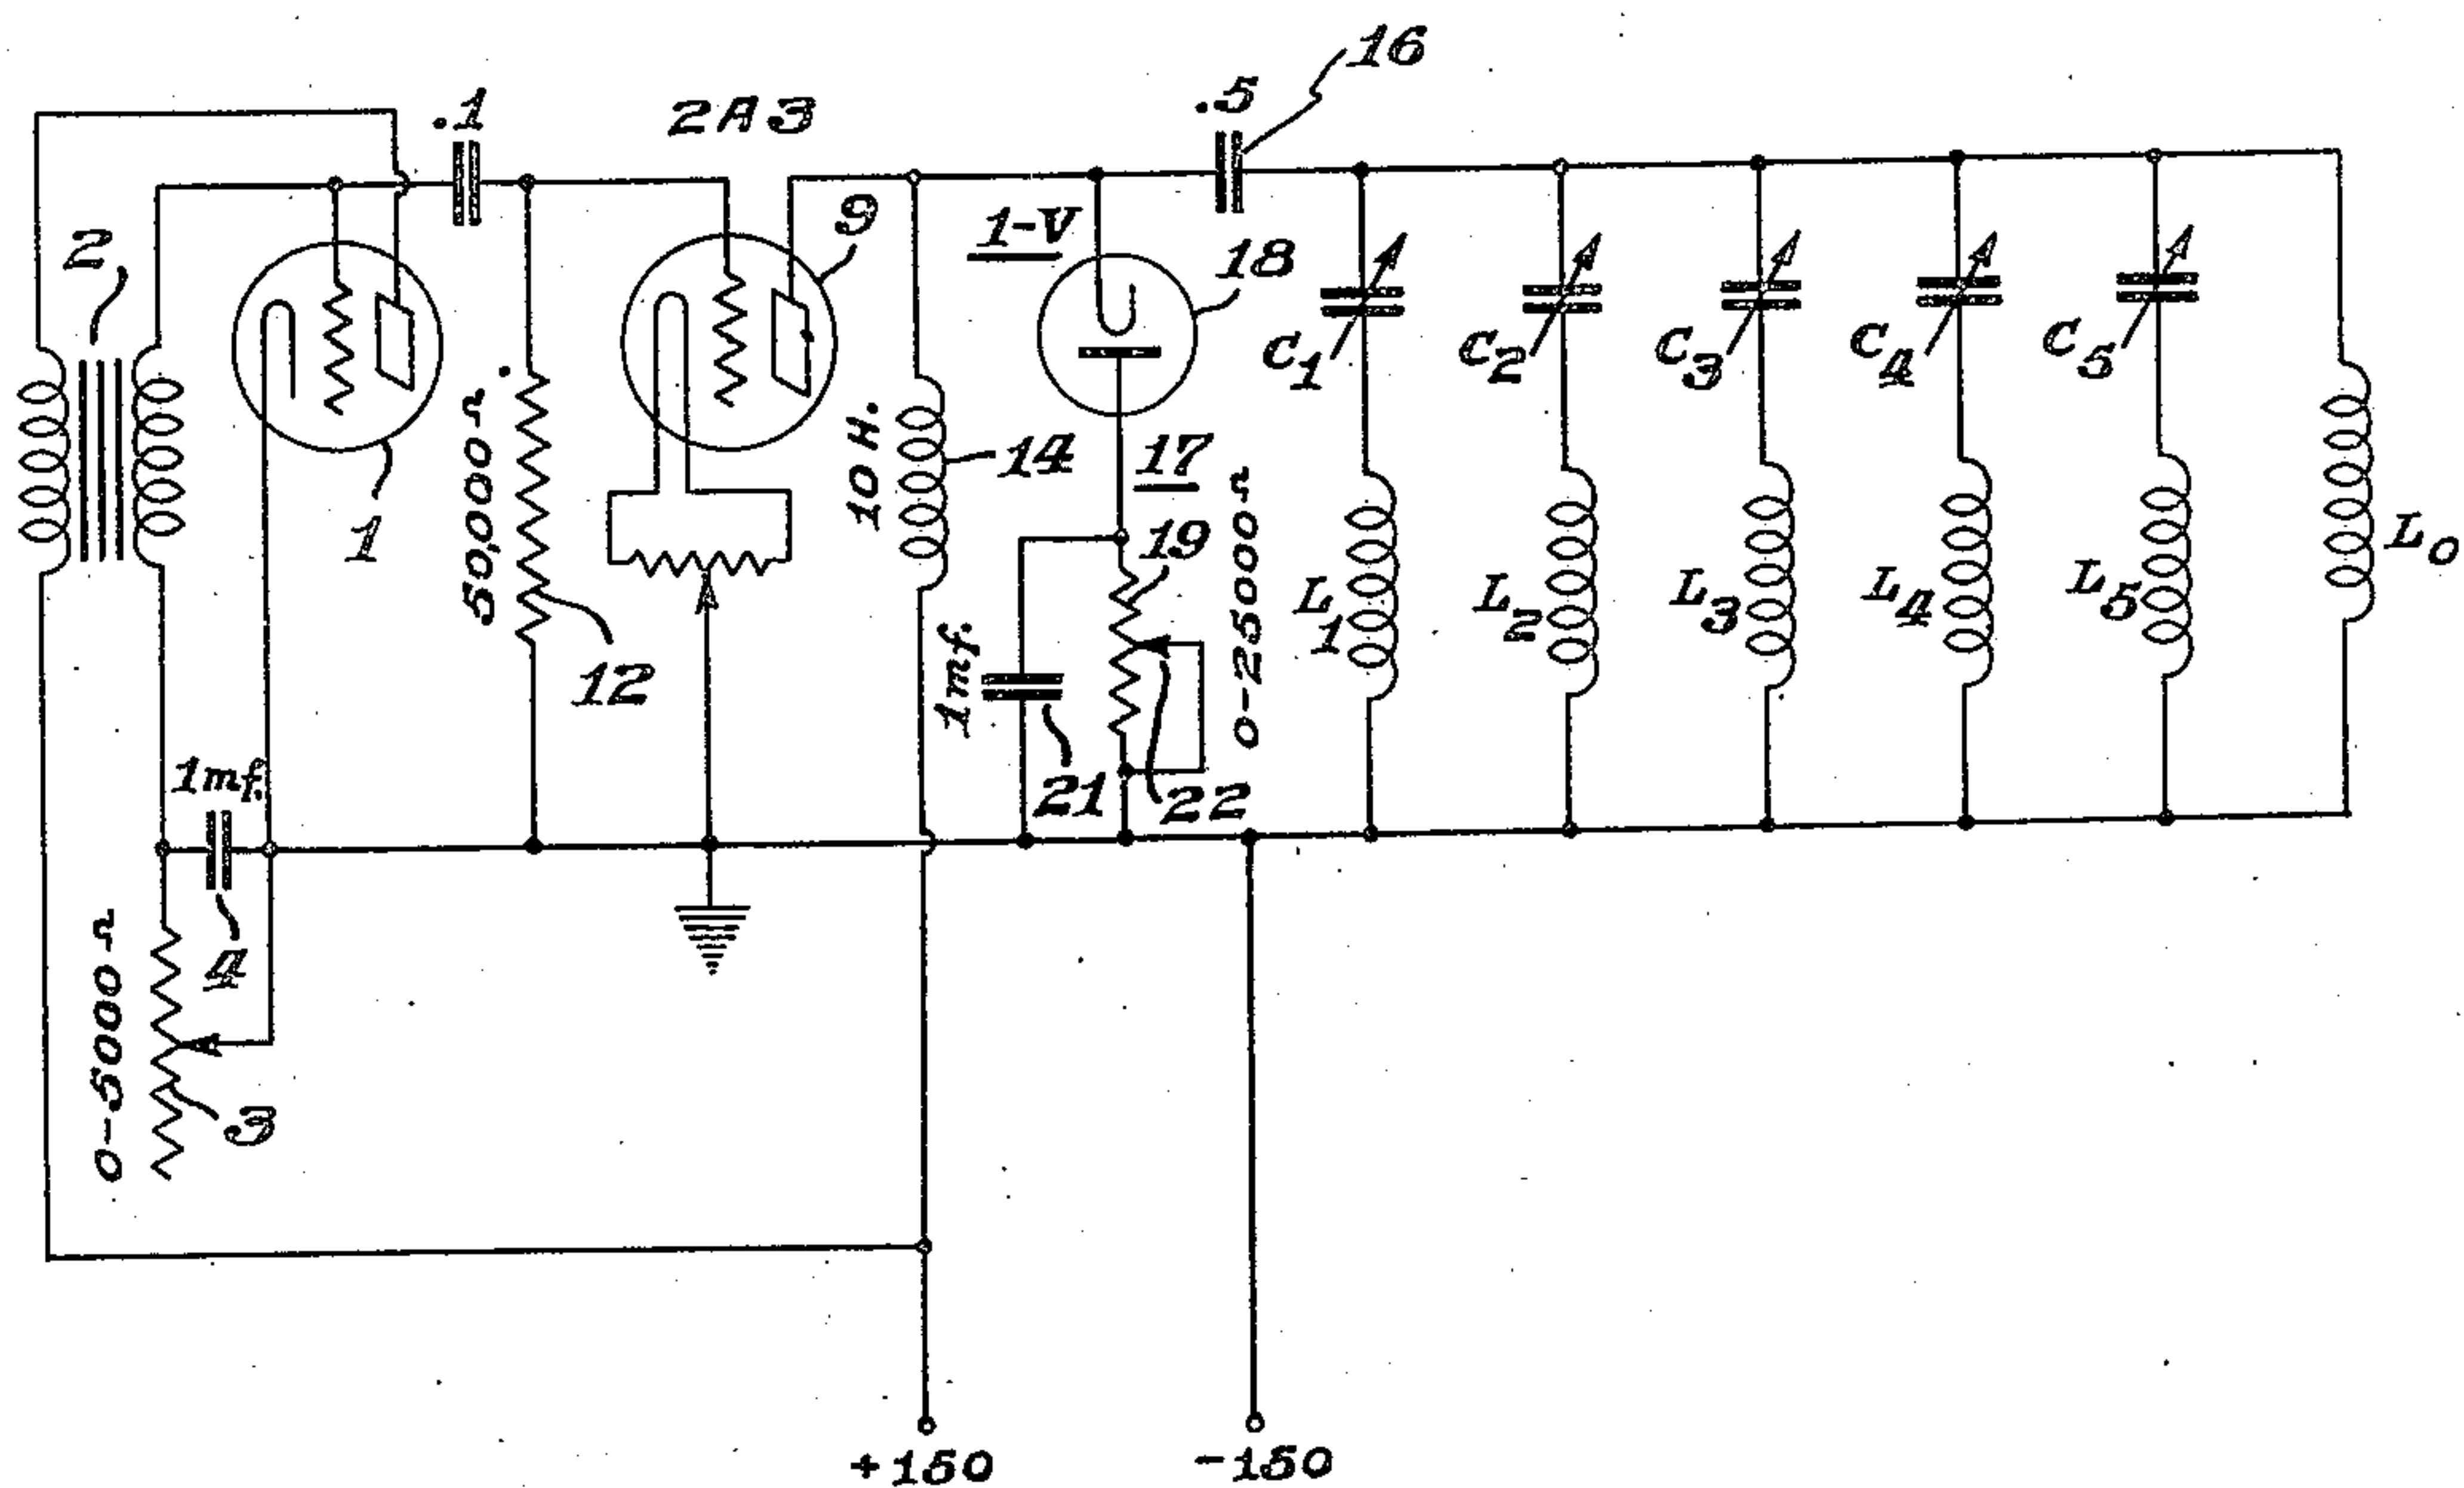 16
.1
2A3
.5
2
9
1-V
18
C1
C2
C3
C4
C5
1
50,000~
12
10 H.
14
17
19
0-25000~
L1
L2
L3
L4
L5
L0
1mf.
4
1mf.
21
22
0-5000~
3
+150
-150